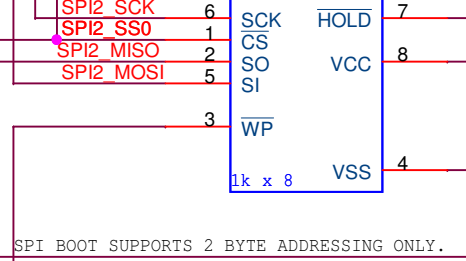 SPI2_SCK 6 SCK HOLD 7
SPI2_SS0 1 CS
SPI2_MISO 2 SO VCC 8
SPI2_MOSI 5 SI
3 WP
VSS 4
1k x 8
SPI BOOT SUPPORTS 2 BYTE ADDRESSING ONLY.